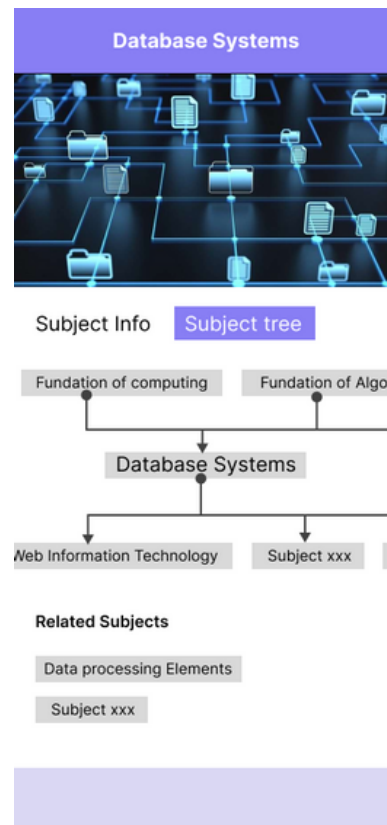 Database Systems
Subject Info
Subject tree
Fundation of computing
Fundation of Algo
Database Systems
Web Information Technology
Subject xxx
Related Subjects
Data processing Elements
Subject xxx